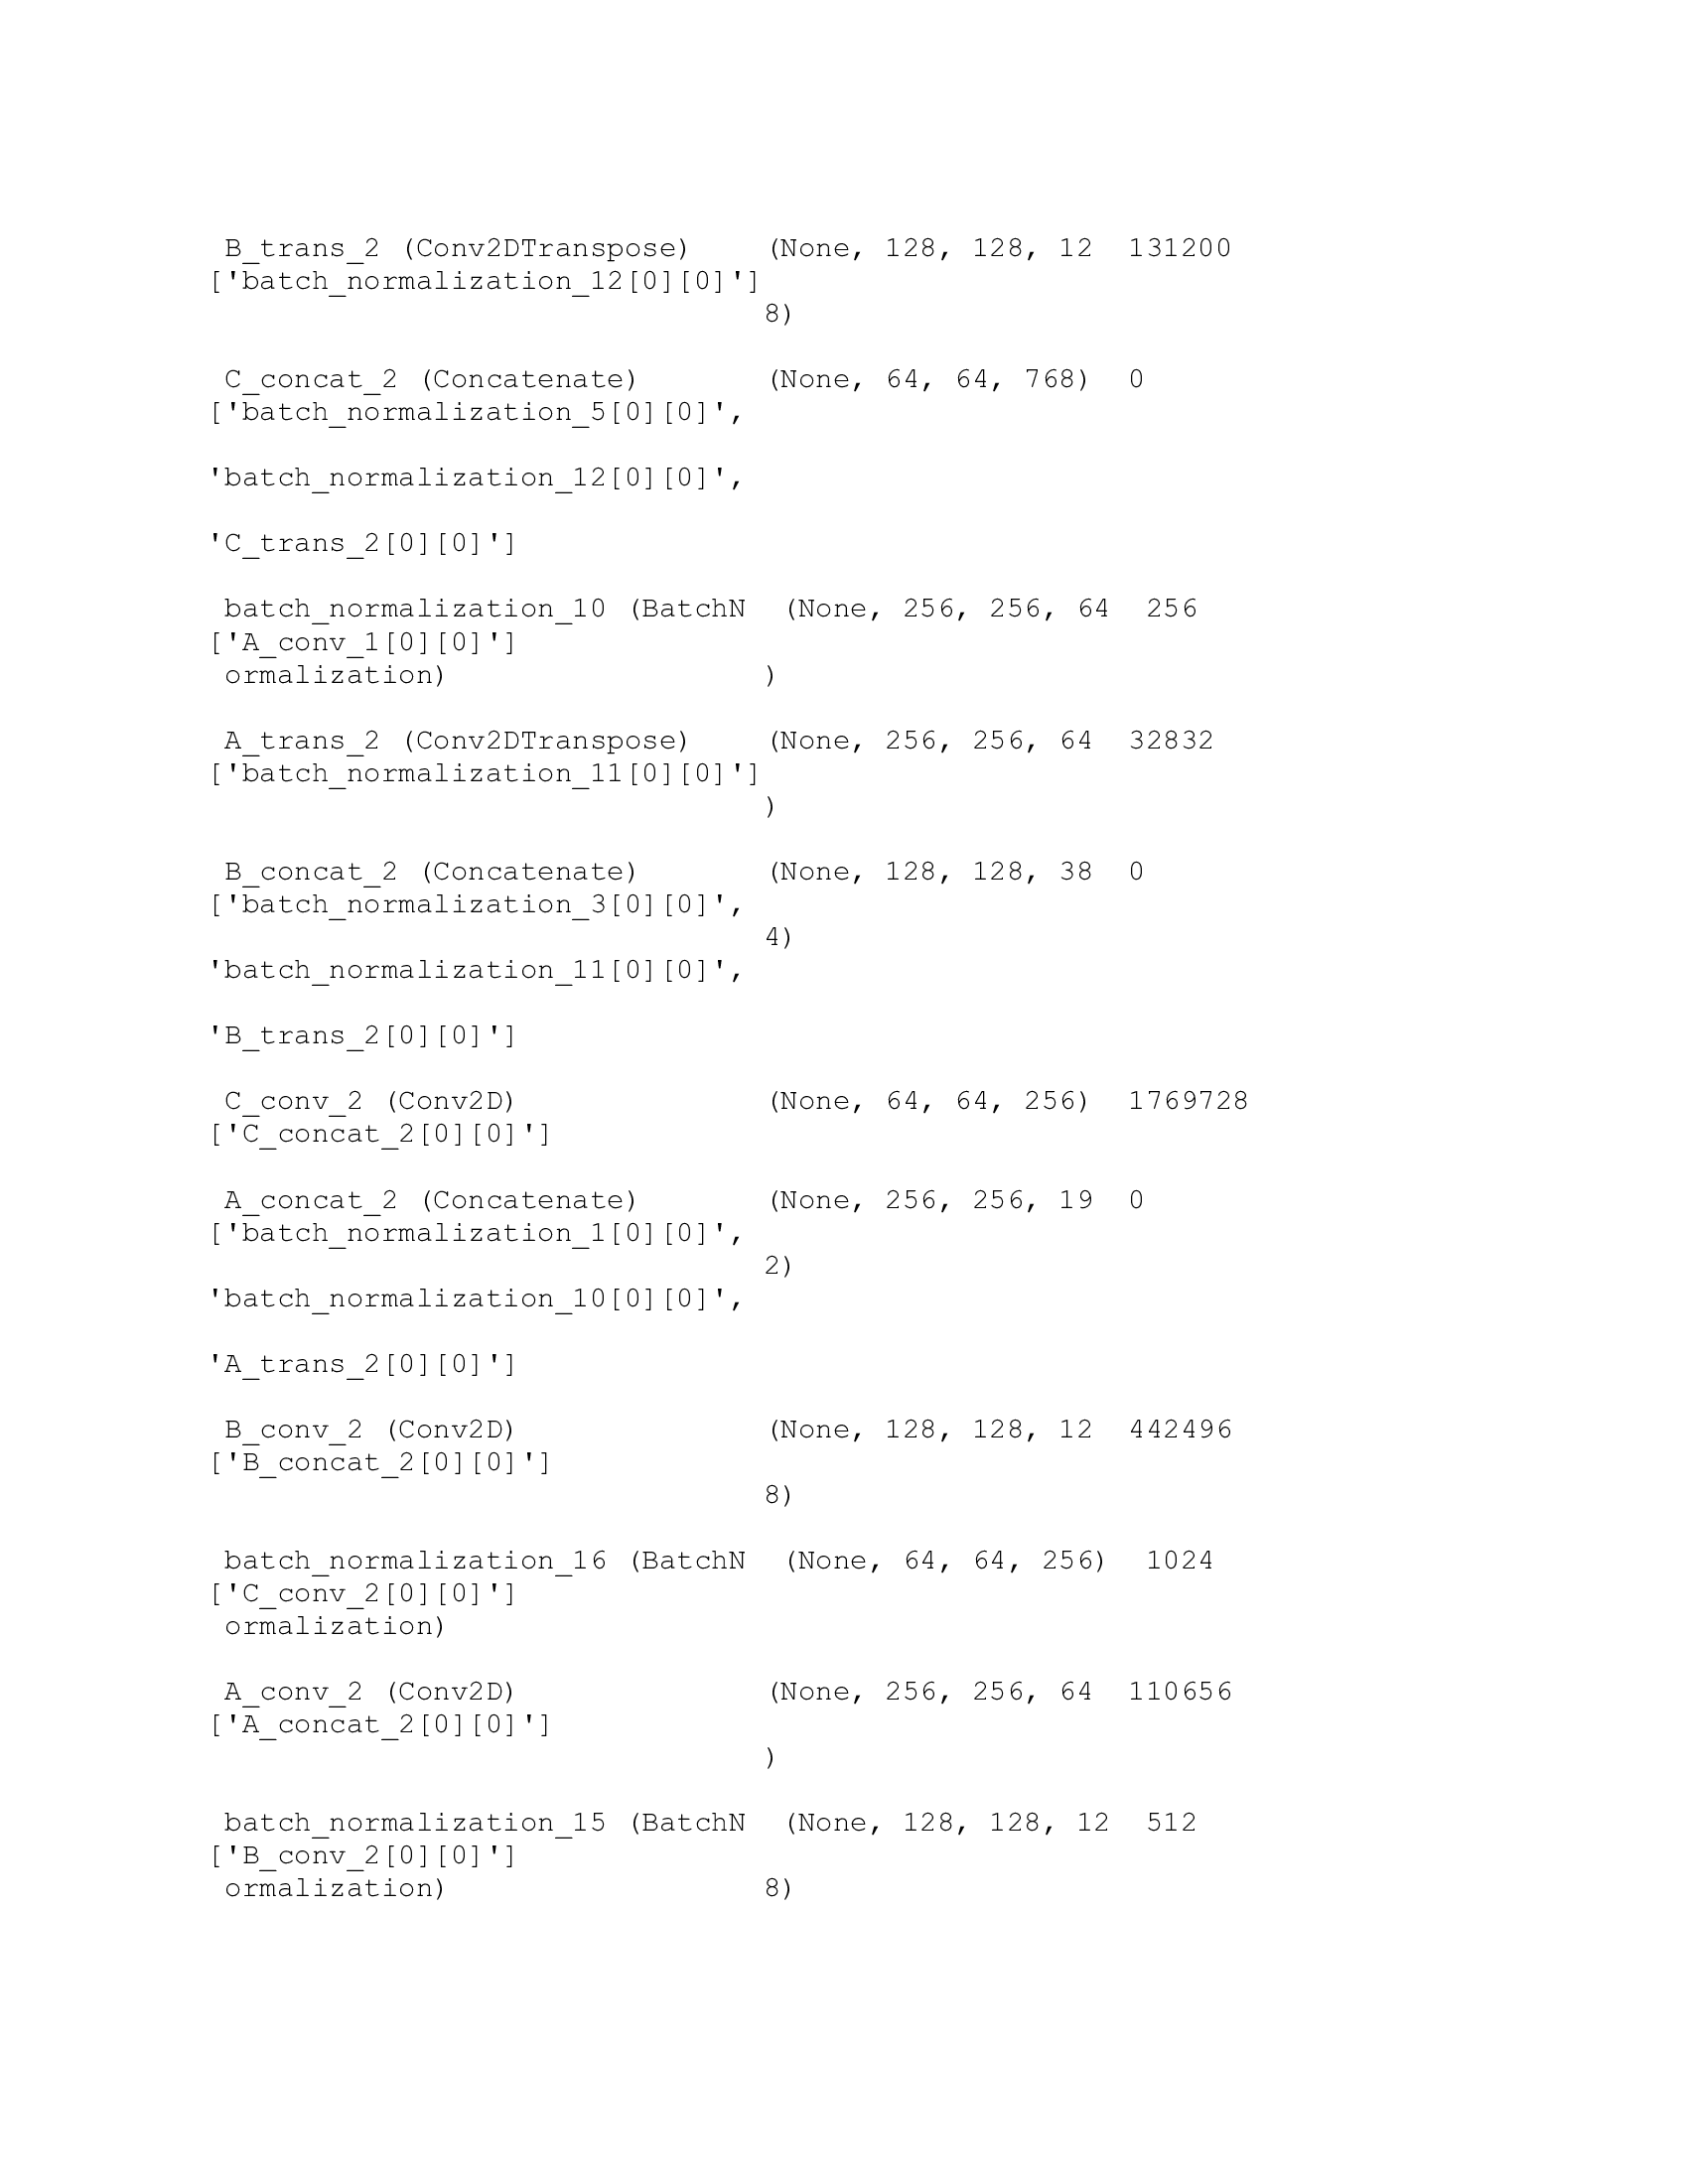 B_trans_2 (Conv2DTranspose)    (None, 128, 128, 12  131200
['batch_normalization_12[0][0]']
8)
C_concat_2 (Concatenate)       (None, 64, 64, 768)  0
['batch_normalization_5[0][0]',
'batch_normalization_12[0][0]',
'C_trans_2[0][0]']
batch_normalization_10 (BatchN  (None, 256, 256, 64  256
['A_conv_1[0][0]']
ormalization)                  )
A_trans_2 (Conv2DTranspose)    (None, 256, 256, 64  32832
['batch_normalization_11[0][0]']
)
B_concat_2 (Concatenate)       (None, 128, 128, 38  0
['batch_normalization_3[0][0]',
4)
'batch_normalization_11[0][0]',
'B_trans_2[0][0]']
C_conv_2 (Conv2D)              (None, 64, 64, 256)  1769728
['C_concat_2[0][0]']
A_concat_2 (Concatenate)       (None, 256, 256, 19  0
['batch_normalization_1[0][0]',
2)
'batch_normalization_10[0][0]',
'A_trans_2[0][0]']
B_conv_2 (Conv2D)              (None, 128, 128, 12  442496
['B_concat_2[0][0]']
8)
batch_normalization_16 (BatchN  (None, 64, 64, 256)  1024
['C_conv_2[0][0]']
ormalization)
A_conv_2 (Conv2D)              (None, 256, 256, 64  110656
['A_concat_2[0][0]']
)
batch_normalization_15 (BatchN  (None, 128, 128, 12  512
['B_conv_2[0][0]']
ormalization)                  8)